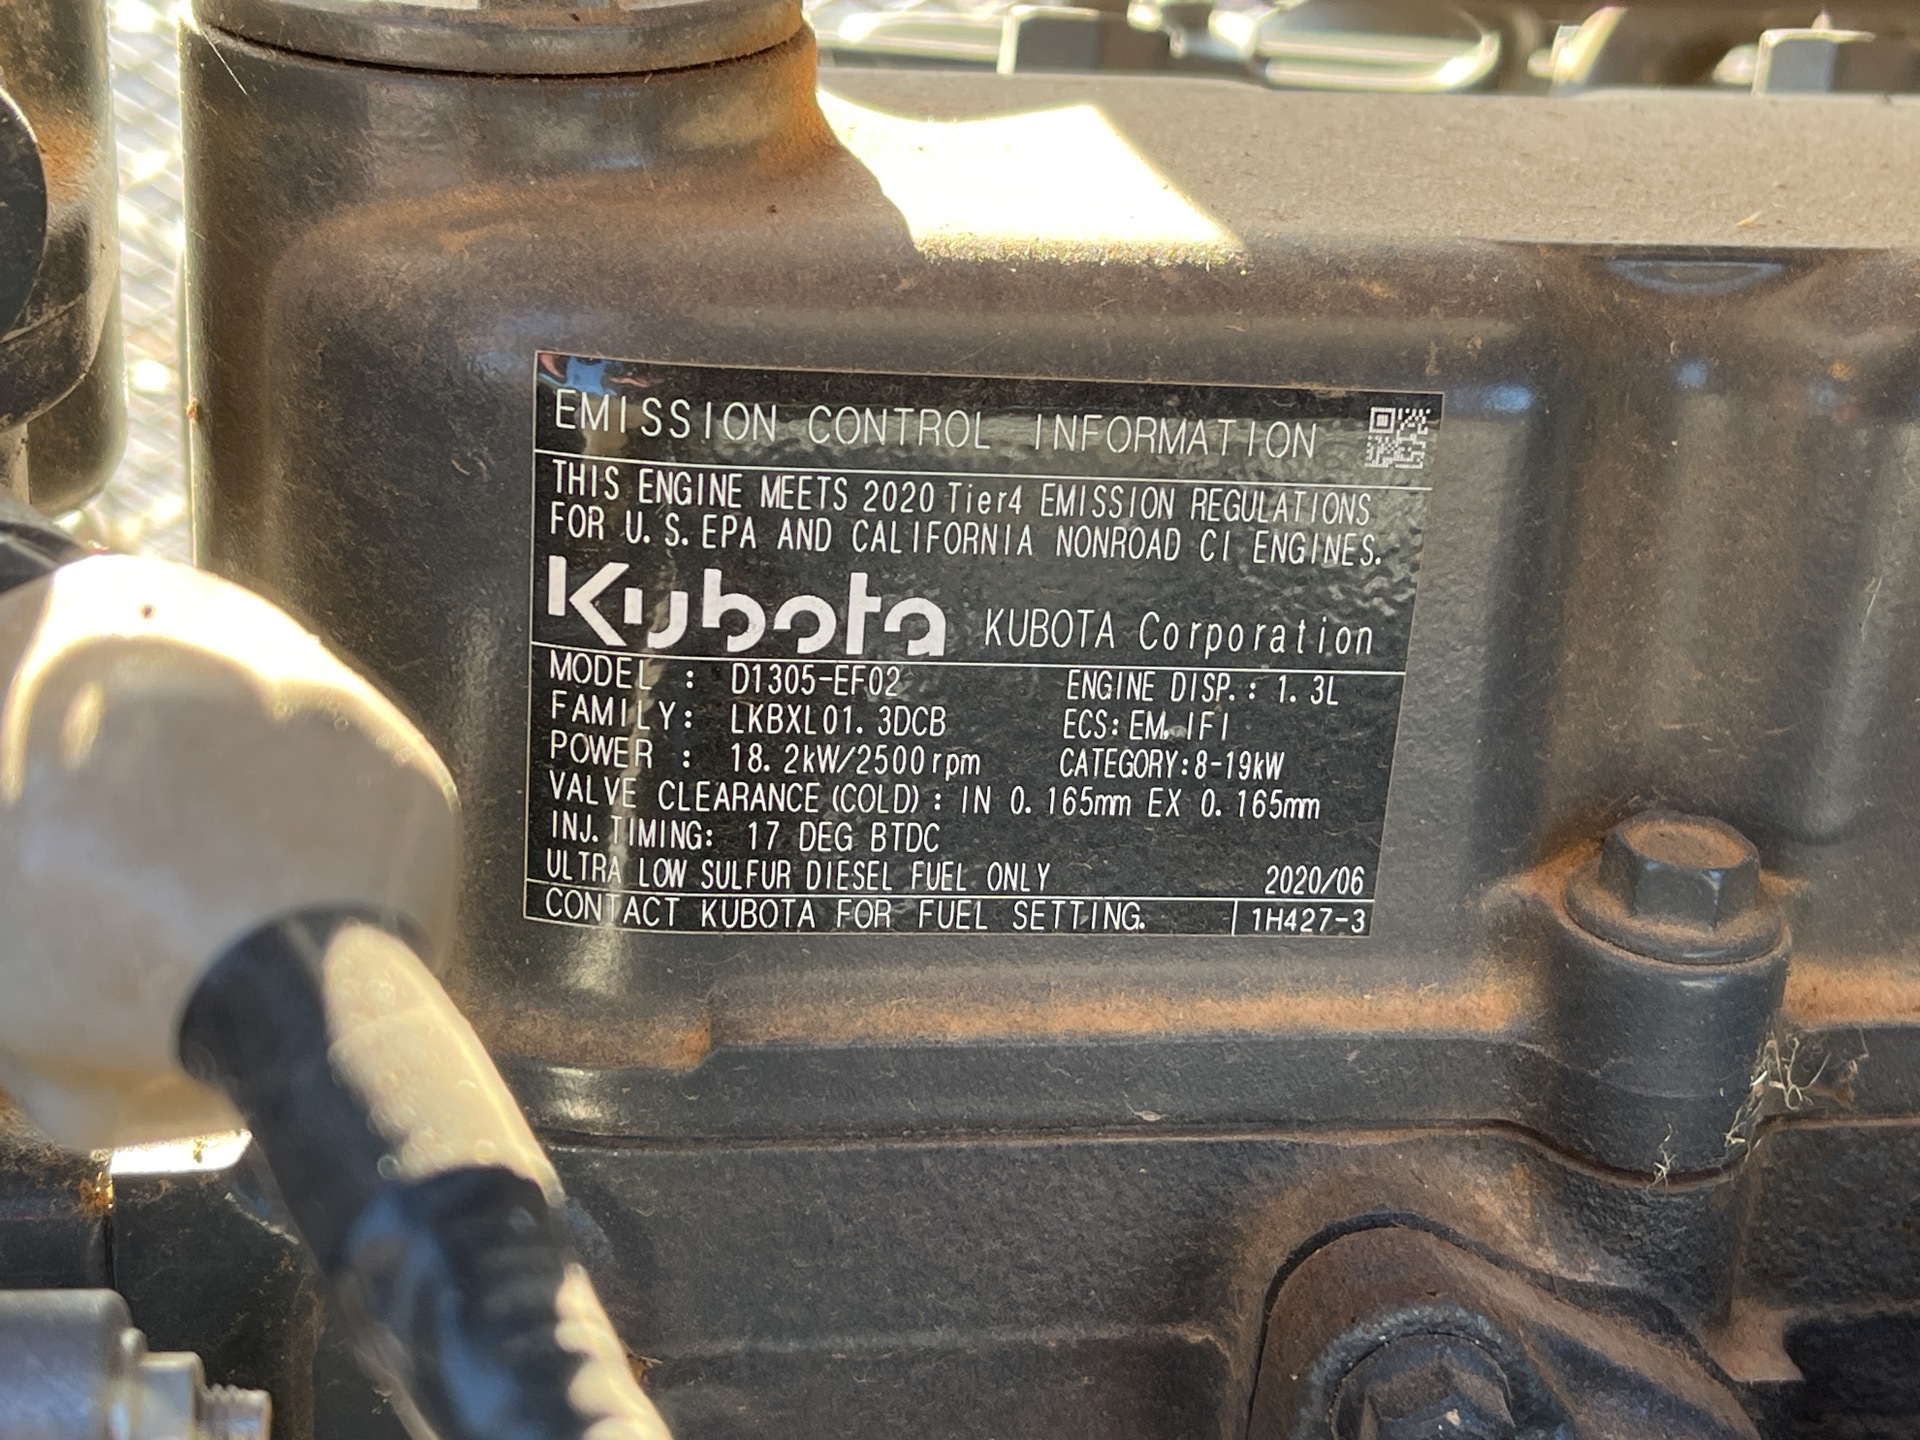 EMISSION CONTROL INFORMATION
THIS ENGINE MEETS 2020 Tier4 EMISSION REGULATIONS
FOR U.S.EPA AND CALIFORNIA NONROAD CI ENGINES.
Kubota KUBOTA Corporation
MODEL : D1305-EF02 ENGINE DISP.: 1.3L
FAMILY: LKBXL01.3DCB ECS:EM,IFI
POWER : 18.2kW/2500rpm CATEGORY:8-19kW
VALVE CLEARANCE(COLD): IN 0.165mm EX 0.165mm
INJ.TIMING: 17 DEG BTDC
ULTRA LOW SULFUR DIESEL FUEL ONLY 2020/06
CONTACT KUBOTA FOR FUEL SETTING. 1H427-3